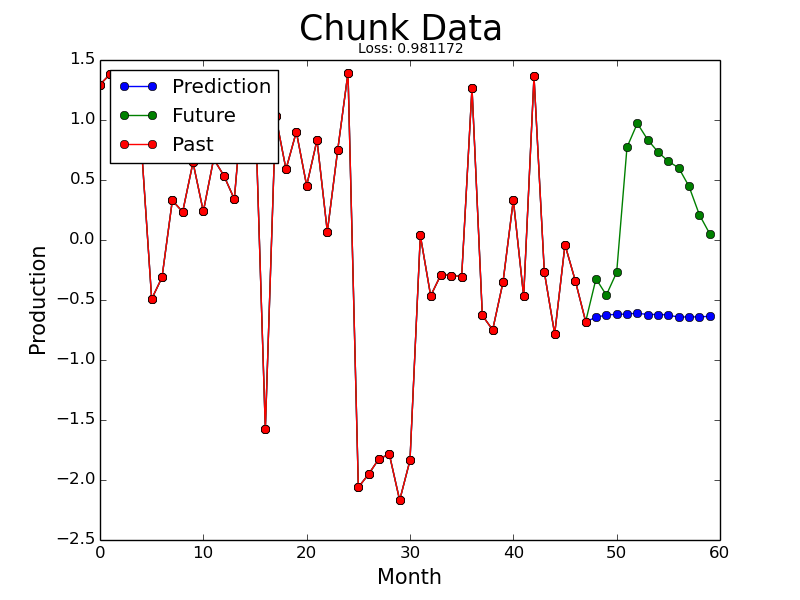 Chunk Data
Loss: 0.981172
Prediction
Future
Past
1.5
1.0
0.5
0.0
−0.5
−1.0
−1.5
−2.0
−2.5
Production
0 10 20 30 40 50 60
Month